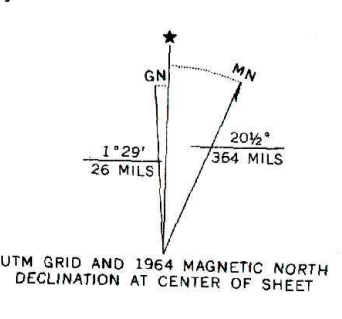 GN
MN
1°29'
26 MILS
20½°
364 MILS
UTM GRID AND 1964 MAGNETIC NORTH
DECLINATION AT CENTER OF SHEET